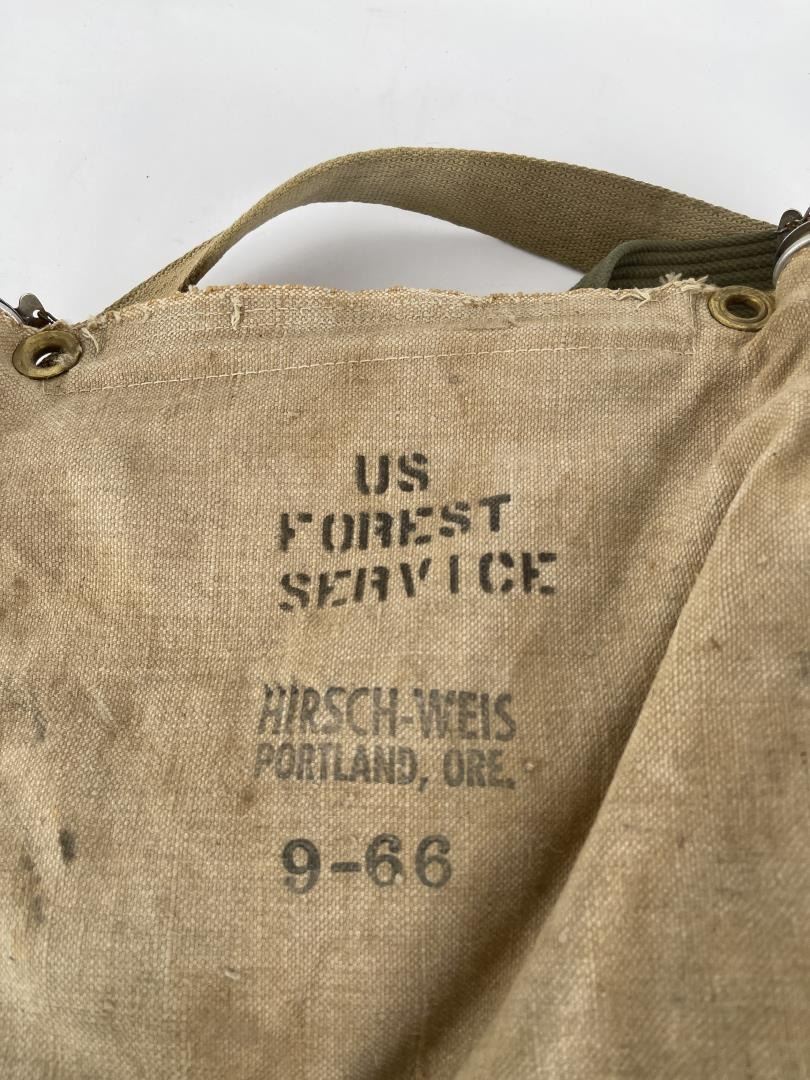 US
FOREST
SERVICE
HIRSCH-WEIS
PORTLAND, ORE.
9-66